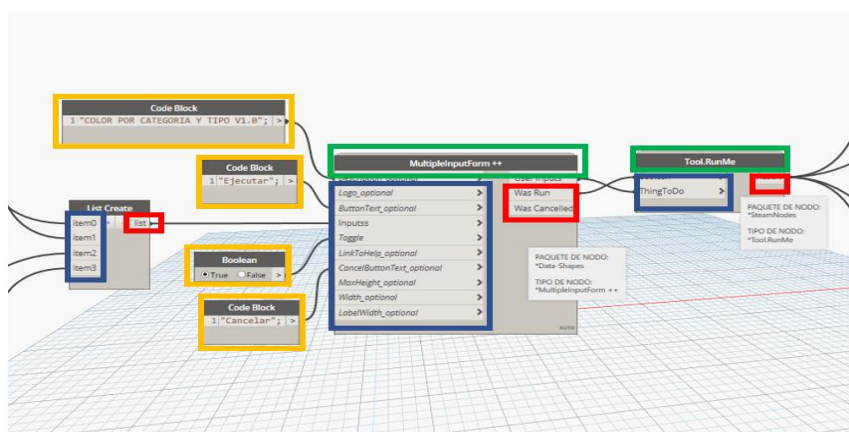 Code Block
1 "COLOR POR CATEGORIA Y TIPO V1.0"; >
Code Block
1 "Ejecutar"; >
List Create
item0 + - list
item1
item2
item3
Boolean
True False >
Code Block
1 "Cancelar"; >
MultipleInputForm ++
Description_optional > User Inputs
Logo_optional > Was Run
ButtonText_optional > Was Cancelled
Inputss >
Toggle >
LinkToHelp_optional >
CancelButtonText_optional >
MaxHeight_optional >
Width_optional >
LabelWidth_optional >
AUTO
PAQUETE DE NODO:
*Data-Shapes
TIPO DE NODO:
*MultipleInputForm ++
Tool.RunMe
ThingToDo >
PAQUETE DE NODO:
*SteamNodes
TIPO DE NODO:
*Tool.RunMe